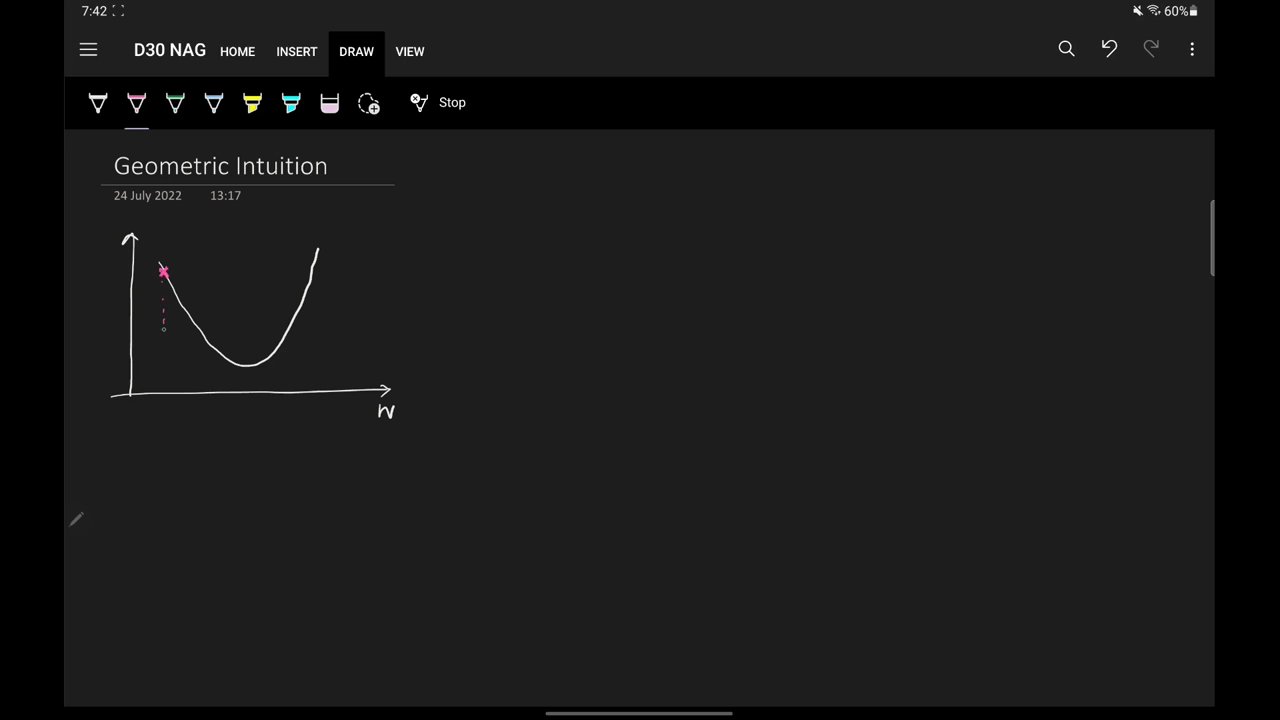 7:42 60%
D30 NAG HOME INSERT DRAW VIEW
Stop
Geometric Intuition
24 July 2022 13:17
w